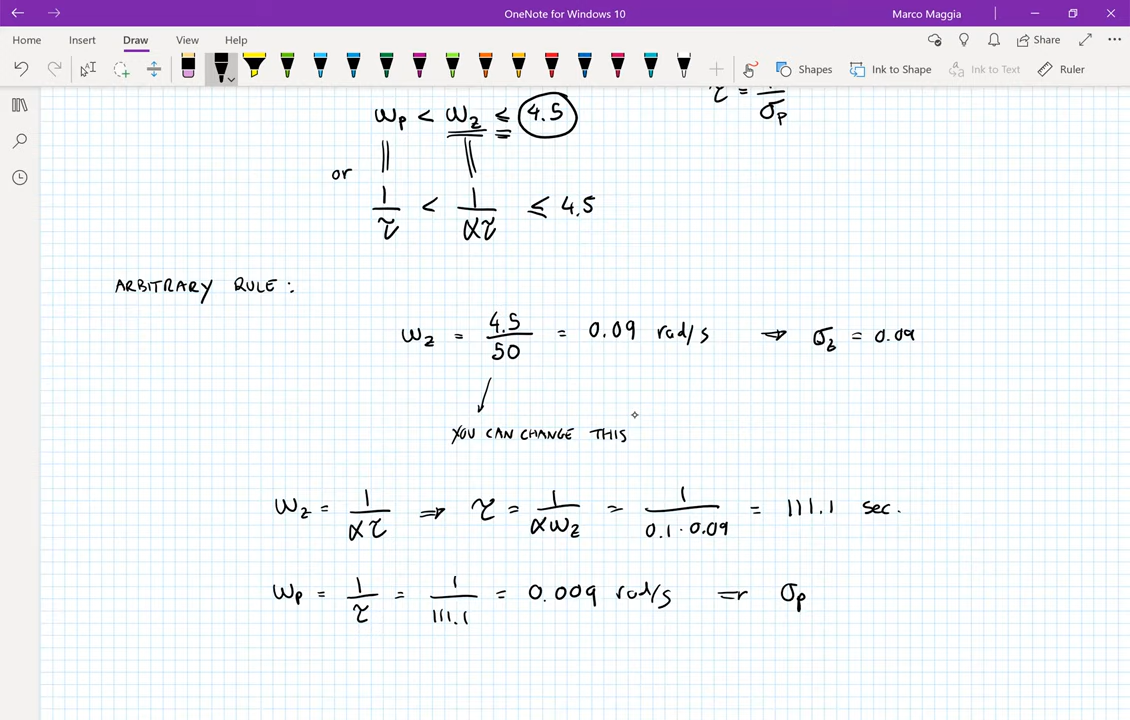 OneNote for Windows 10
Marco Maggia
Home Insert Draw View Help
Share
Shapes Ink to Shape Ink to Text Ruler
τ = 1/σp
ωp < ωz ≤ 4.5
or
1/τ < 1/ατ ≤ 4.5
ARBITRARY RULE:
ωz = 4.5/50 = 0.09 rad/s ⇒ σz = 0.09
YOU CAN CHANGE THIS
ωz = 1/ατ ⇒ τ = 1/αωz = 1/0.1·0.09 = 111.1 sec.
ωp = 1/τ = 1/111.1 = 0.009 rad/s ⇒ σp